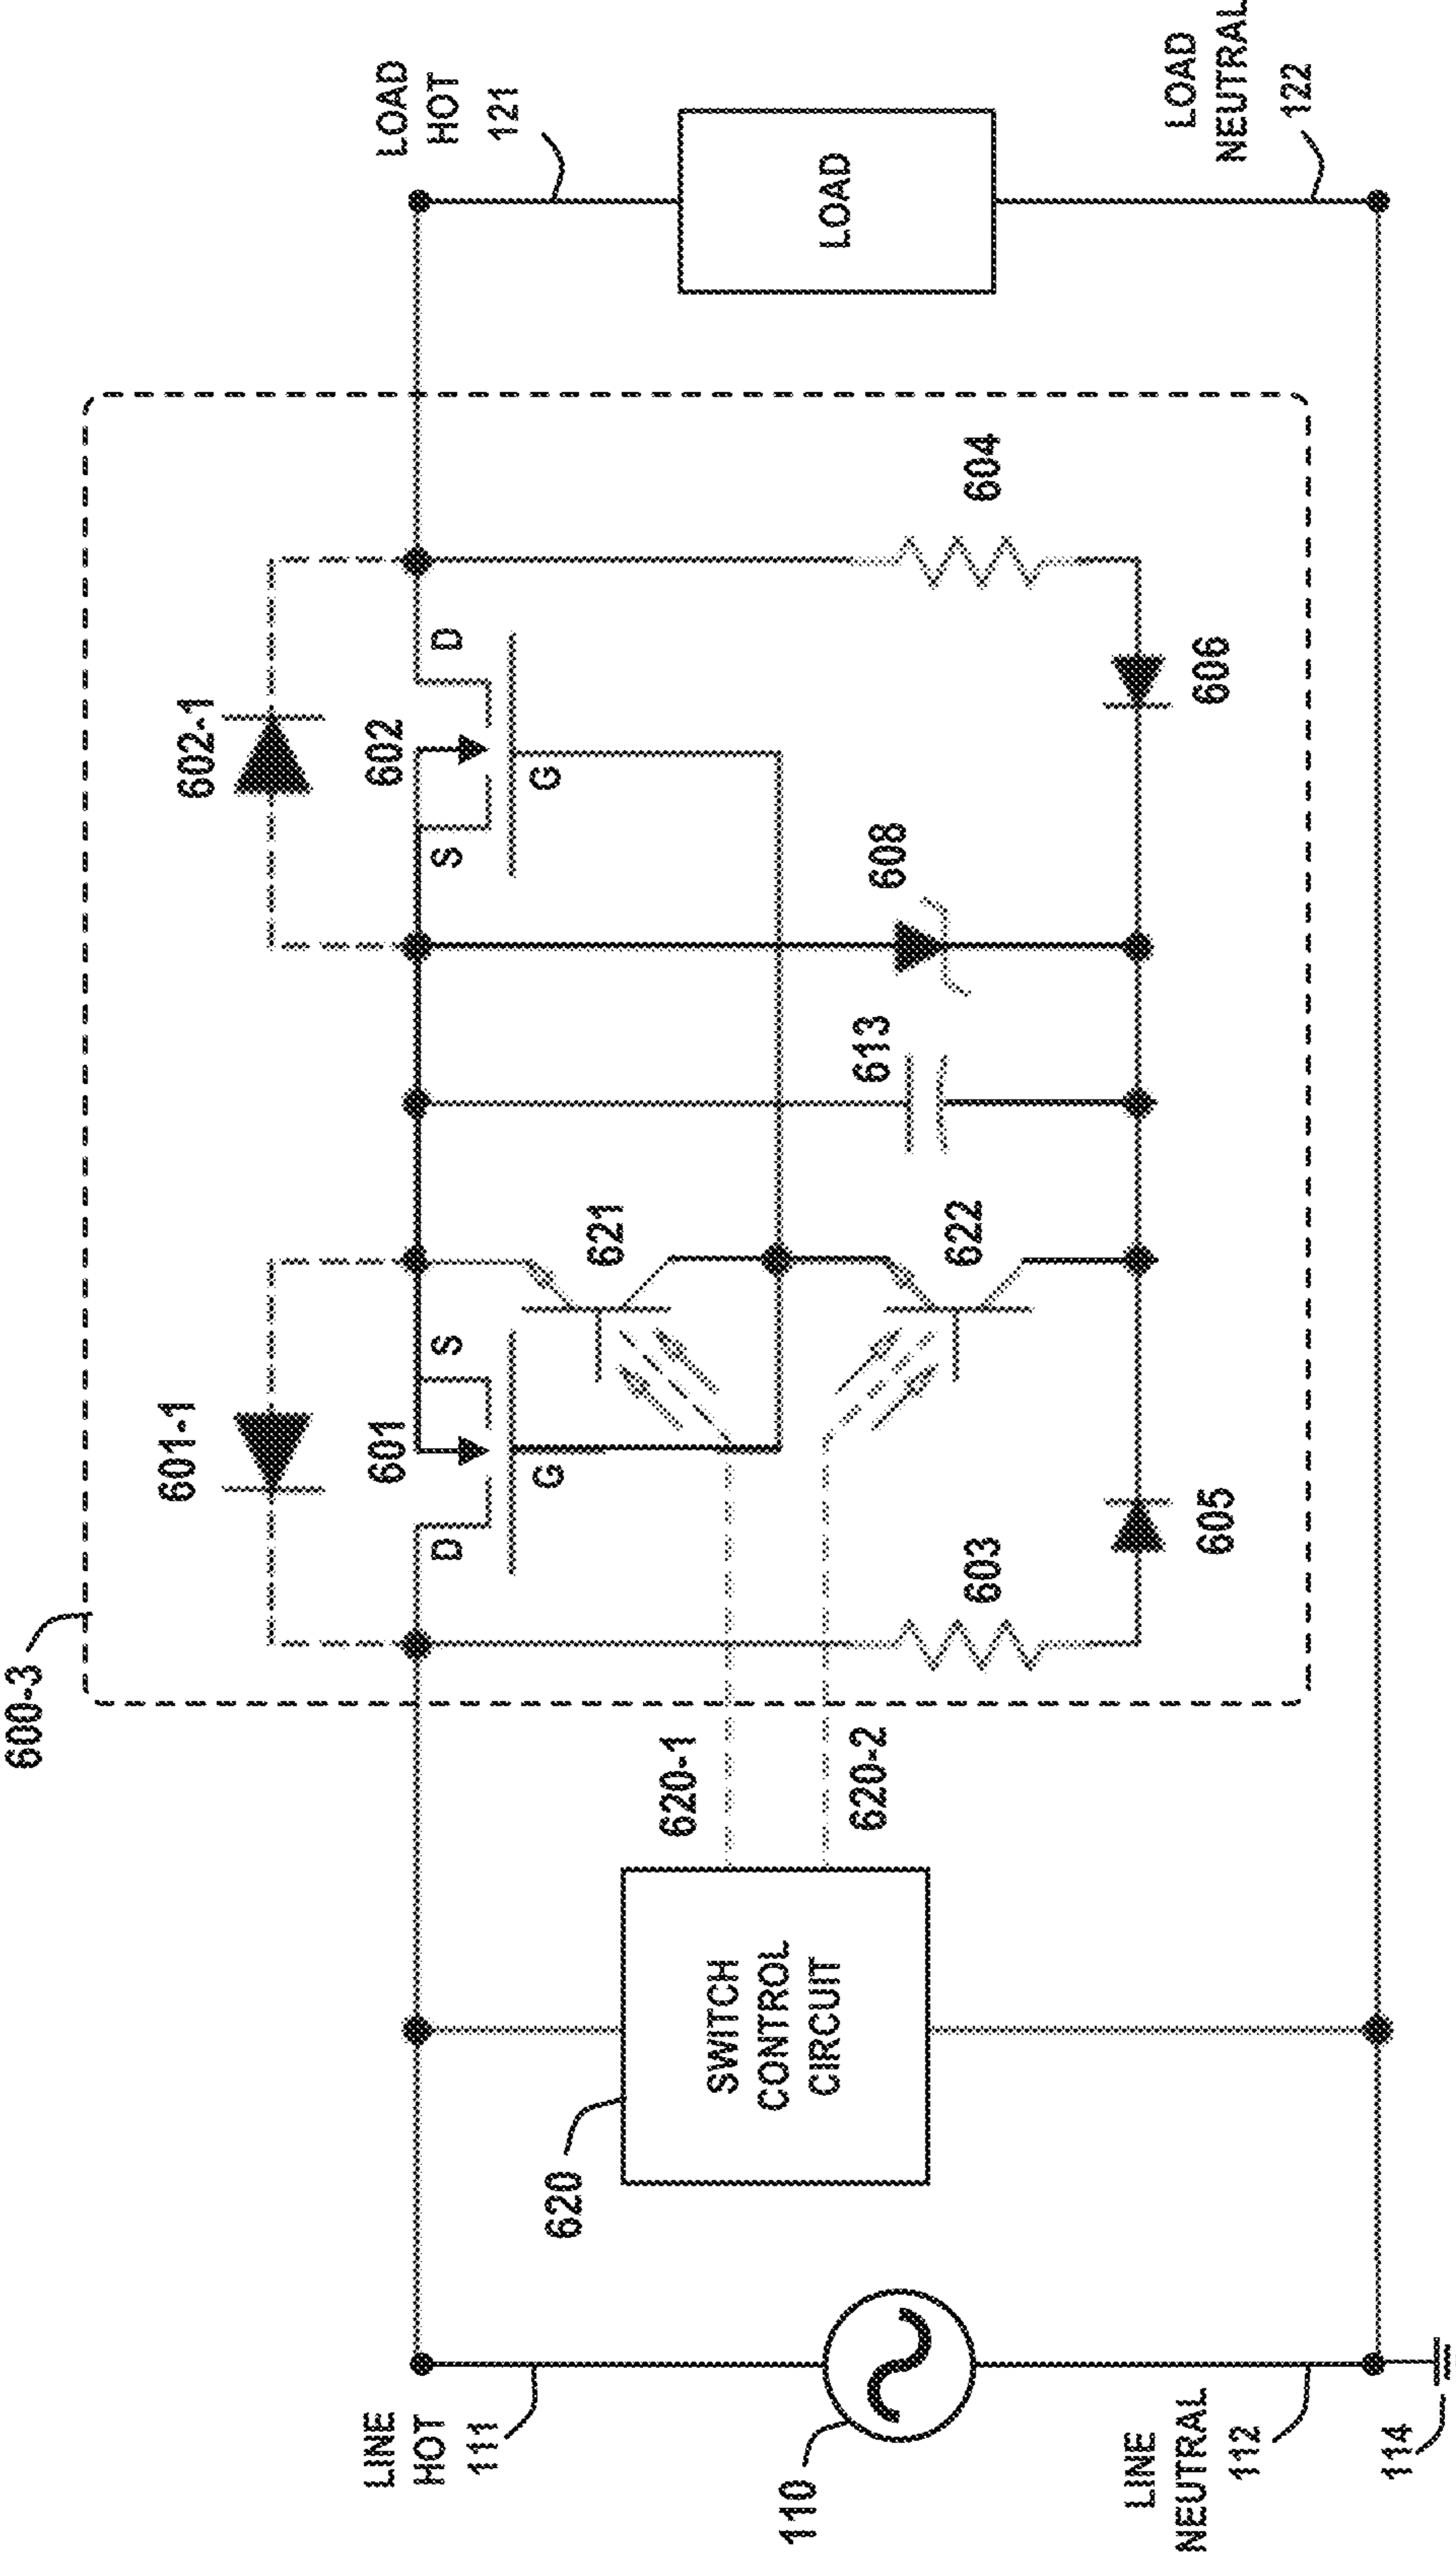 600-3
601-1
602-1
LINE
HOT
111
601
D
S
G
602
S
D
G
LOAD
HOT
121
620
SWITCH
CONTROL
CIRCUIT
620-1
620-2
621
622
613
608
603
604
605
606
110
LOAD
LINE
NEUTRAL
112
114
LOAD
NEUTRAL
122